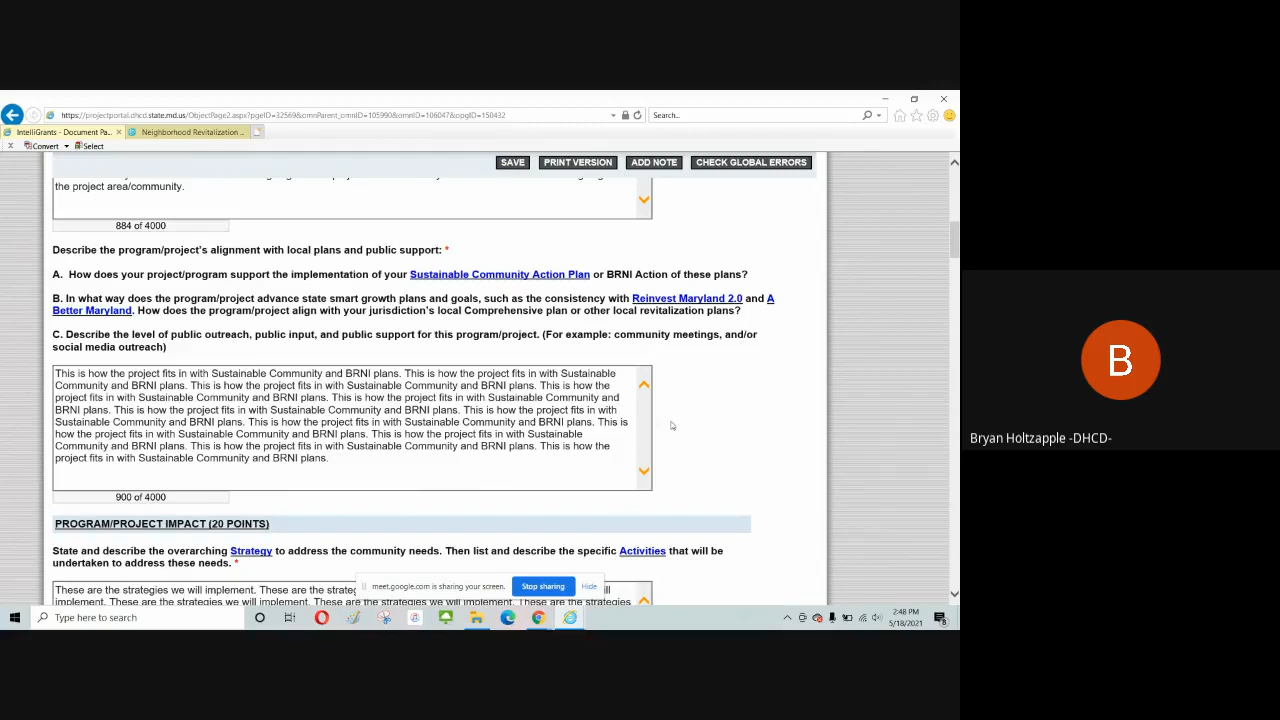 https://projectportal.dhcd.state.md.us/ObjectPage2.aspx?pgeID=32569&omnParent_omnID=105990&omnID=106047&opgID=150432
Search...
IntelliGrants - Document Pa...
Neighborhood Revitalization ...
Convert
Select
SAVE
PRINT VERSION
ADD NOTE
CHECK GLOBAL ERRORS
the project area/community.
884 of 4000
Describe the program/project's alignment with local plans and public support: *
A. How does your project/program support the implementation of your Sustainable Community Action Plan or BRNI Action of these plans?
B. In what way does the program/project advance state smart growth plans and goals, such as the consistency with Reinvest Maryland 2.0 and A
Better Maryland. How does the program/project align with your jurisdiction's local Comprehensive plan or other local revitalization plans?
C. Describe the level of public outreach, public input, and public support for this program/project. (For example: community meetings, and/or
social media outreach)
This is how the project fits in with Sustainable Community and BRNI plans. This is how the project fits in with Sustainable
Community and BRNI plans. This is how the project fits in with Sustainable Community and BRNI plans. This is how the
project fits in with Sustainable Community and BRNI plans. This is how the project fits in with Sustainable Community and
BRNI plans. This is how the project fits in with Sustainable Community and BRNI plans. This is how the project fits in with
Sustainable Community and BRNI plans. This is how the project fits in with Sustainable Community and BRNI plans. This is
how the project fits in with Sustainable Community and BRNI plans. This is how the project fits in with Sustainable
Community and BRNI plans. This is how the project fits in with Sustainable Community and BRNI plans. This is how the
project fits in with Sustainable Community and BRNI plans.
900 of 4000
PROGRAM/PROJECT IMPACT (20 POINTS)
State and describe the overarching Strategy to address the community needs. Then list and describe the specific Activities that will be
undertaken to address these needs. *
These are the strategies we will implement. These are the strateg
ill
implement. These are the strategies we will implement. These are the strategies
meet.google.com is sharing your screen.
Stop sharing
Hide
Type here to search
2:48 PM
5/18/2021
8
B
Bryan Holtzapple -DHCD-